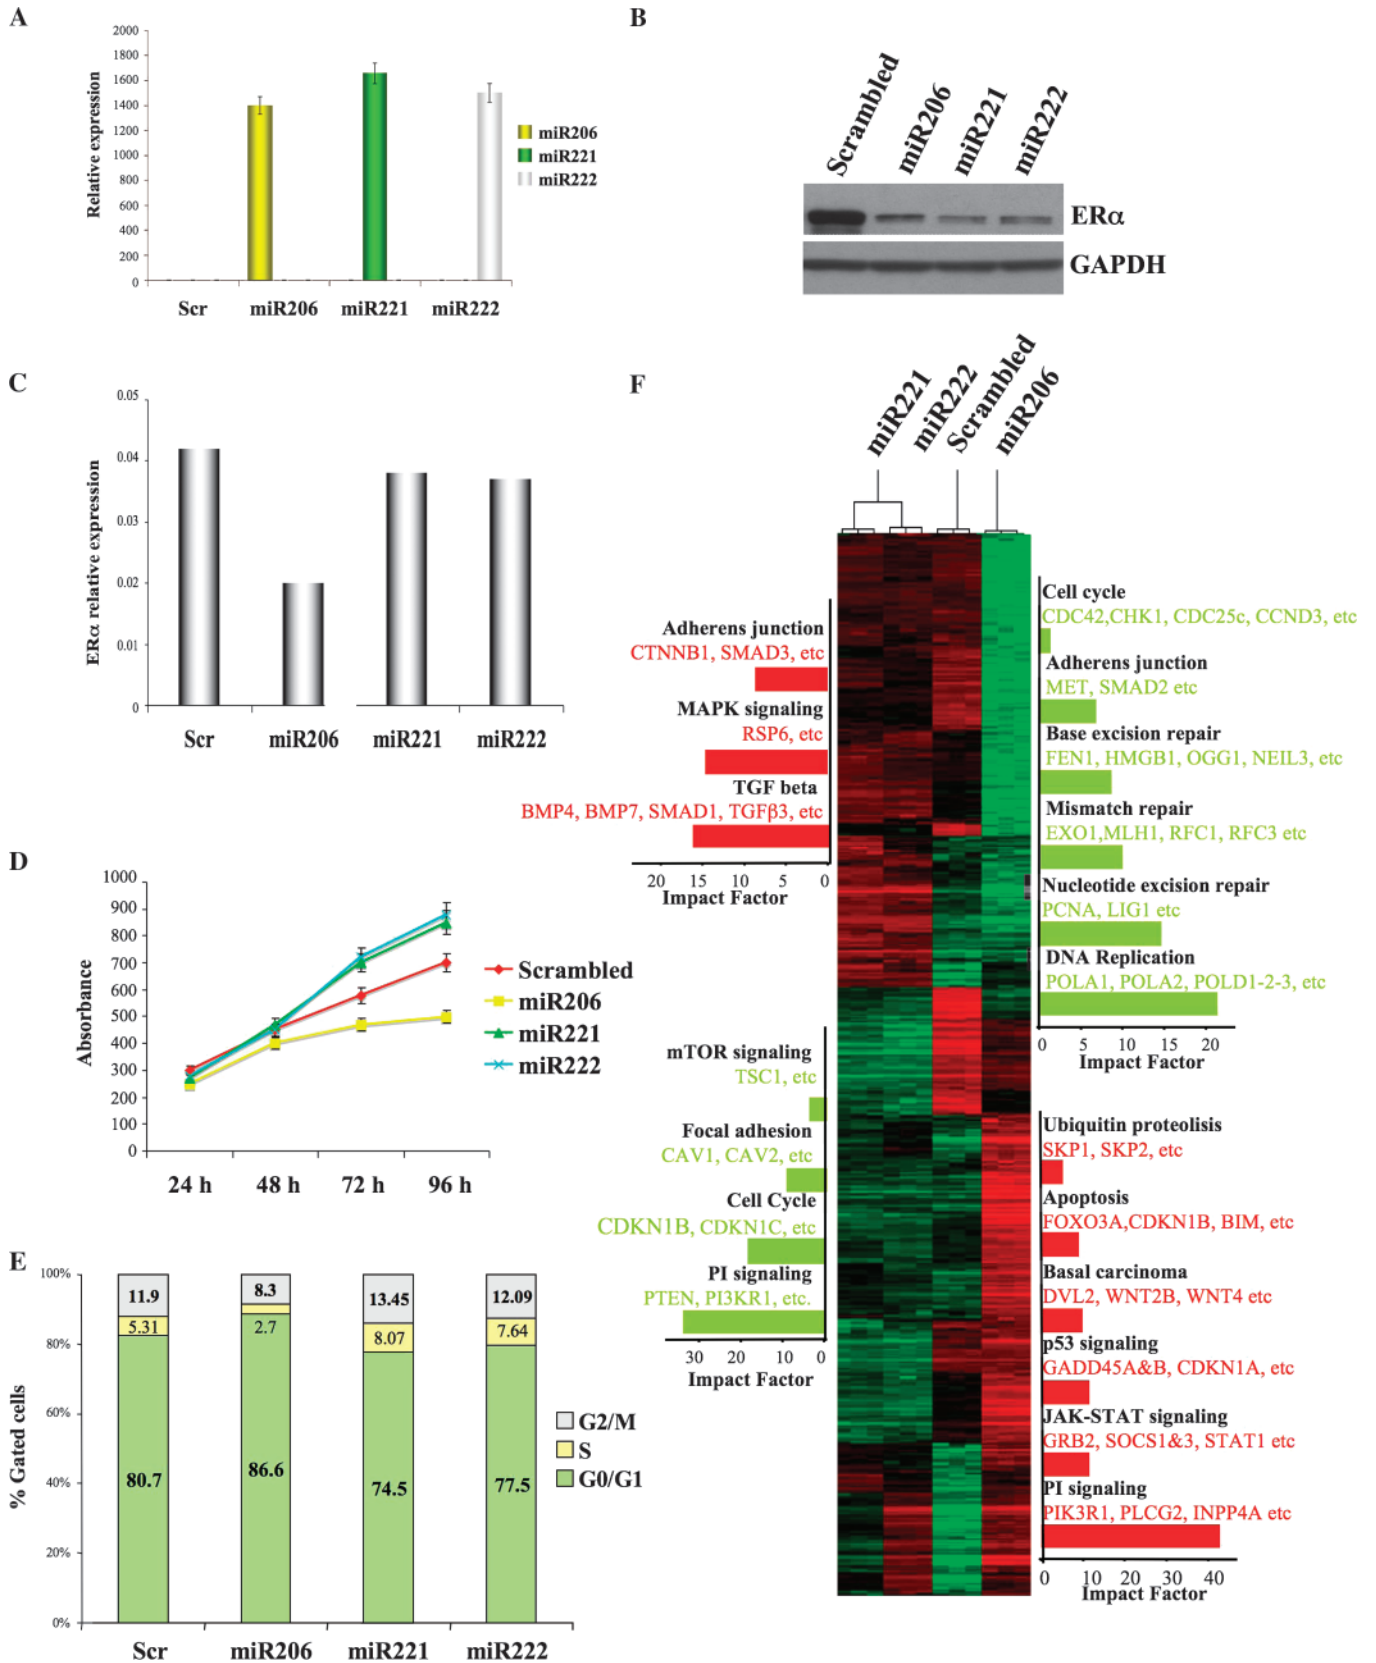 A
Relative expression
2000
1800
1600
1400
1200
1000
800
600
400
200
0
Scr
miR206
miR221
miR222
miR206
miR221
miR222
B
Scrambled
miR206
miR221
miR222
ERα
GAPDH
C
ERα relative expression
0.05
0.04
0.03
0.02
0.01
0
Scr
miR206
miR221
miR222
D
Absorbance
1000
900
800
700
600
500
400
300
200
100
0
24 h
48 h
72 h
96 h
Scrambled
miR206
miR221
miR222
E
% Gated cells
100%
80%
60%
40%
20%
0%
11.9
5.31
80.7
8.3
2.7
86.6
13.45
8.07
74.5
12.09
7.64
77.5
Scr
miR206
miR221
miR222
G2/M
S
G0/G1
F
miR221
miR222
Scrambled
miR206
Adherens junction
CTNNB1, SMAD3, etc
MAPK signaling
RSP6, etc
TGF beta
BMP4, BMP7, SMAD1, TGFβ3, etc
20 15 10 5 0
Impact Factor
mTOR signaling
TSC1, etc
Focal adhesion
CAV1, CAV2, etc
Cell Cycle
CDKN1B, CDKN1C, etc
PI signaling
PTEN, PI3KR1, etc.
30 20 10 0
Impact Factor
Cell cycle
CDC42,CHK1, CDC25c, CCND3, etc
Adherens junction
MET, SMAD2 etc
Base excision repair
FEN1, HMGB1, OGG1, NEIL3, etc
Mismatch repair
EXO1,MLH1, RFC1, RFC3 etc
Nucleotide excision repair
PCNA, LIG1 etc
DNA Replication
POLA1, POLA2, POLD1-2-3, etc
0 5 10 15 20
Impact Factor
Ubiquitin proteolisis
SKP1, SKP2, etc
Apoptosis
FOXO3A,CDKN1B, BIM, etc
Basal carcinoma
DVL2, WNT2B, WNT4 etc
p53 signaling
GADD45A&B, CDKN1A, etc
JAK-STAT signaling
GRB2, SOCS1&3, STAT1 etc
PI signaling
PIK3R1, PLCG2, INPP4A etc
0 10 20 30 40
Impact Factor